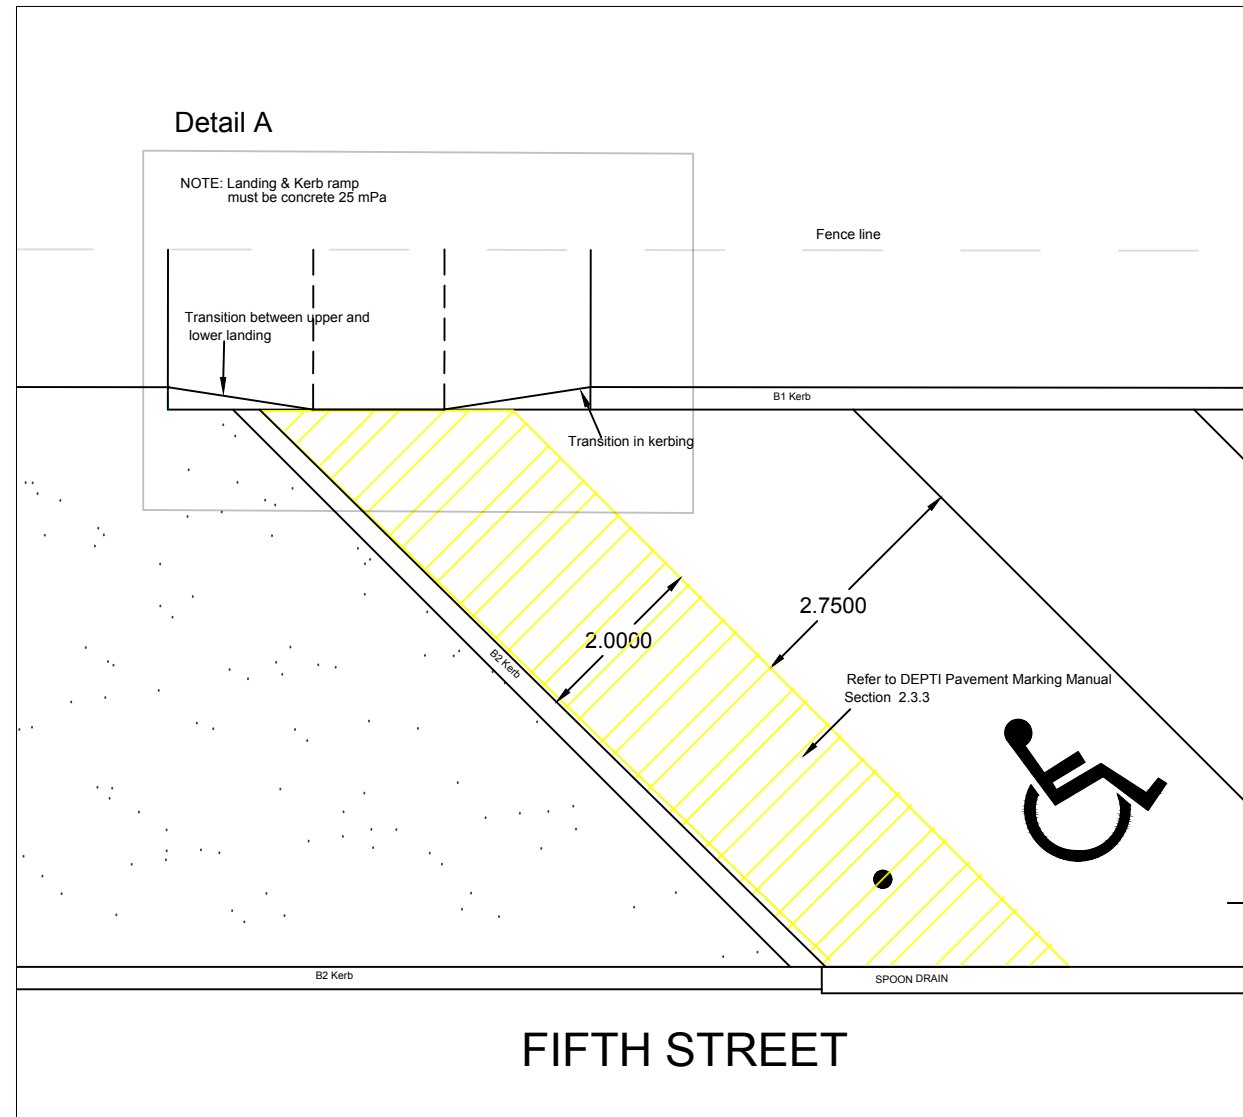 Detail A
NOTE: Landing & Kerb ramp
must be concrete 25 mPa
Fence line
Transition between upper and
lower landing
B1 Kerb
Transition in kerbing
2.7500
2.0000
B2 Kerb
Refer to DEPTI Pavement Marking Manual
Section 2.3.3
B2 Kerb
SPOON DRAIN
FIFTH STREET